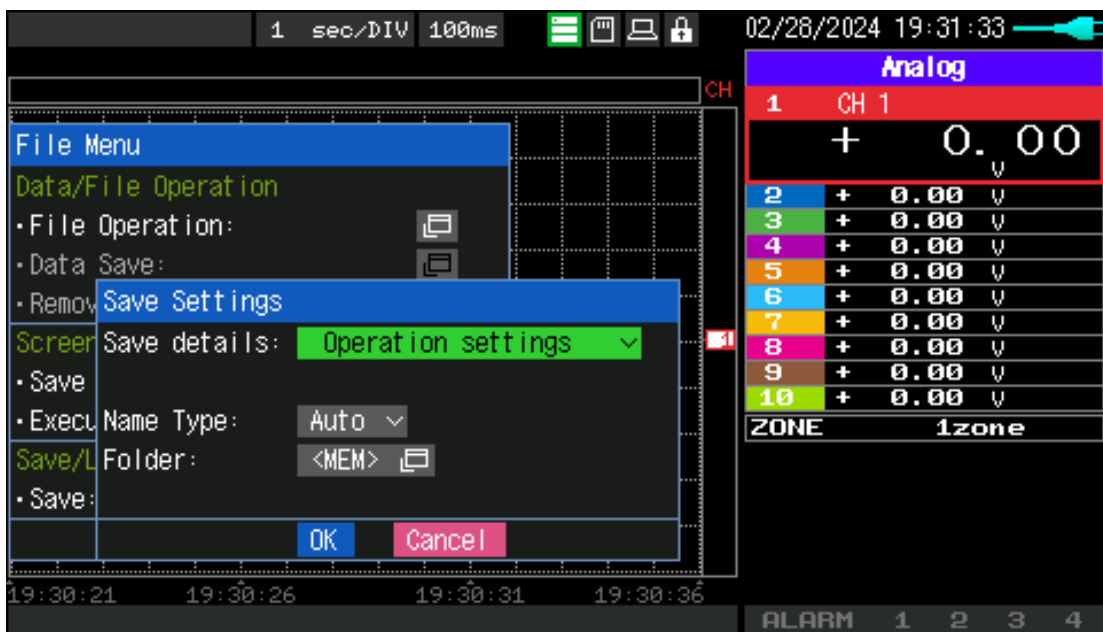 1 sec/DIV 100ms
02/28/2024 19:31:33
Analog
CH
1 CH 1
+ 0.00 V
2 + 0.00 V
3 + 0.00 V
4 + 0.00 V
5 + 0.00 V
6 + 0.00 V
7 + 0.00 V
8 + 0.00 V
9 + 0.00 V
10 + 0.00 V
ZONE 1zone
File Menu
Data/File Operation
・File Operation:
・Data Save:
・Remov
Screen
・Save
・Execu
Save/L
・Save:
Save Settings
Save details: Operation settings
Name Type: Auto
Folder: <MEM>
OK Cancel
1
19:30:21 19:30:26 19:30:31 19:30:36
ALARM 1 2 3 4